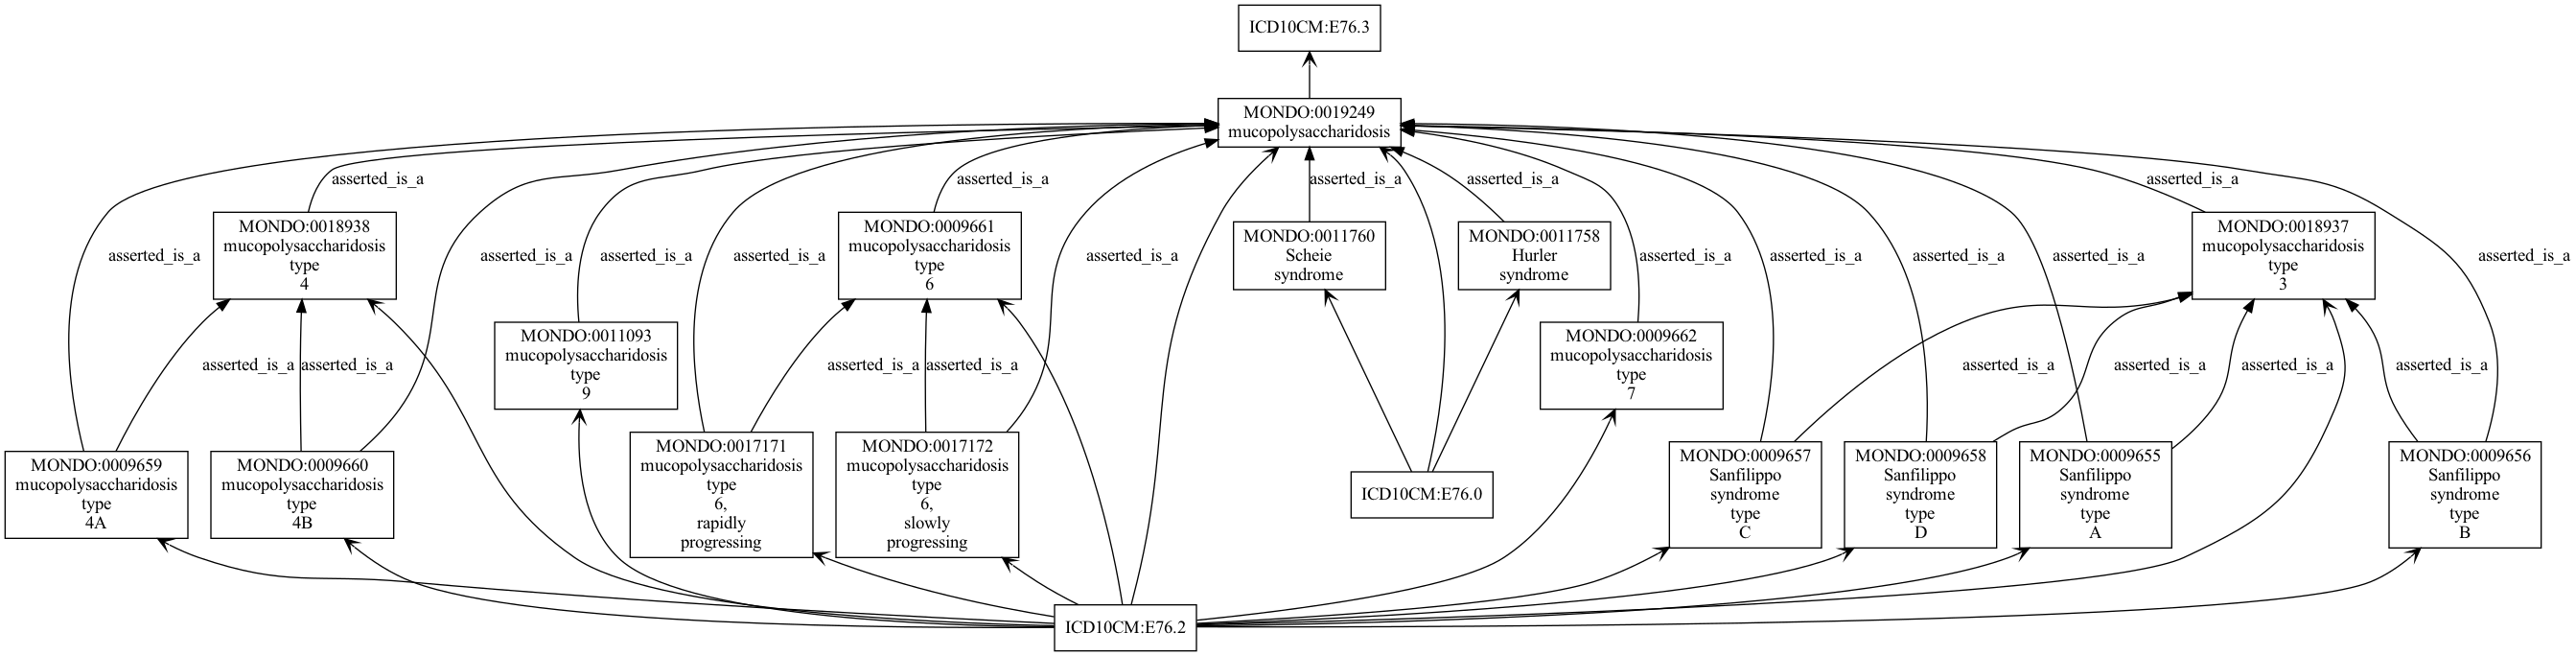 ICD10CM:E76.3
MONDO:0019249
mucopolysaccharidosis
asserted_is_a
asserted_is_a
asserted_is_a
asserted_is_a
asserted_is_a
MONDO:0018938
mucopolysaccharidosis
type
4
MONDO:0009661
mucopolysaccharidosis
type
6
MONDO:0011760
Scheie
syndrome
MONDO:0011758
Hurler
syndrome
MONDO:0018937
mucopolysaccharidosis
type
3
asserted_is_a
asserted_is_a
asserted_is_a
asserted_is_a
asserted_is_a
asserted_is_a
asserted_is_a
asserted_is_a
asserted_is_a
asserted_is_a
MONDO:0011093
mucopolysaccharidosis
type
9
MONDO:0009662
mucopolysaccharidosis
type
7
asserted_is_a
asserted_is_a
asserted_is_a
asserted_is_a
asserted_is_a
asserted_is_a
asserted_is_a
asserted_is_a
MONDO:0009659
mucopolysaccharidosis
type
4A
MONDO:0009660
mucopolysaccharidosis
type
4B
MONDO:0017171
mucopolysaccharidosis
type
6,
rapidly
progressing
MONDO:0017172
mucopolysaccharidosis
type
6,
slowly
progressing
ICD10CM:E76.0
MONDO:0009657
Sanfilippo
syndrome
type
C
MONDO:0009658
Sanfilippo
syndrome
type
D
MONDO:0009655
Sanfilippo
syndrome
type
A
MONDO:0009656
Sanfilippo
syndrome
type
B
ICD10CM:E76.2